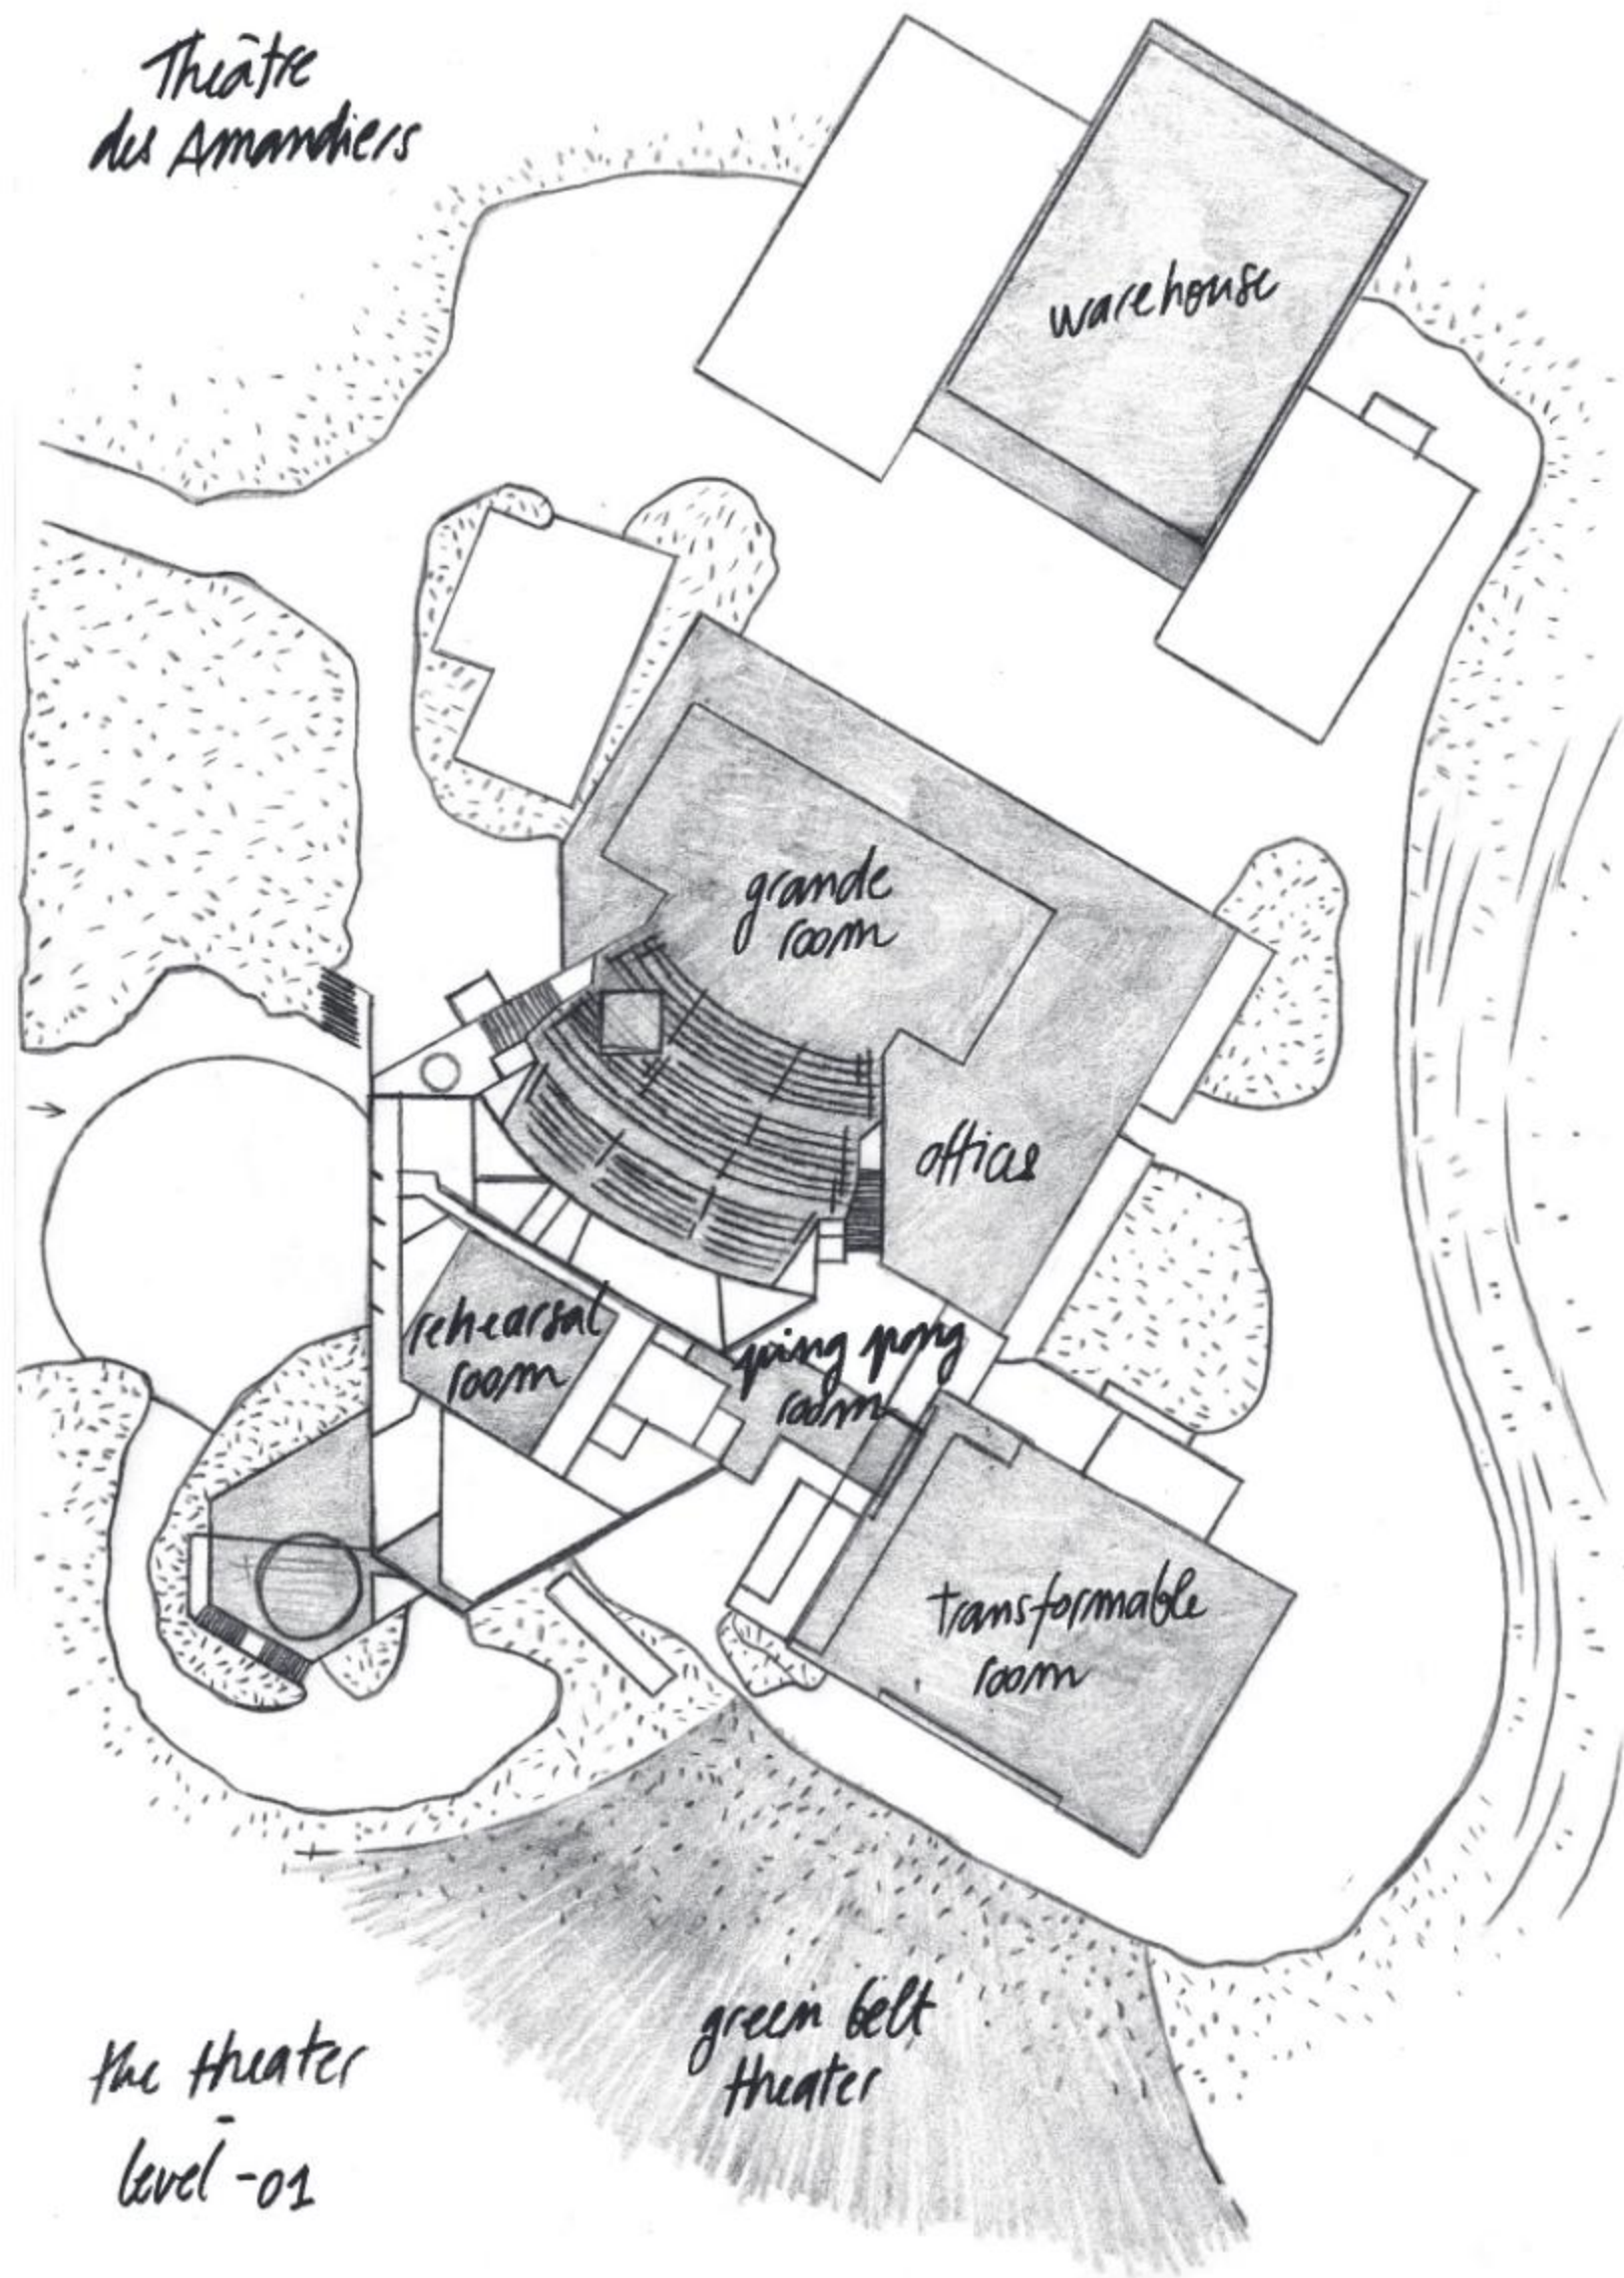 Théâtre
des Amandiers
warehouse
grande
room
offices
rehearsal
room
ping pong
room
transformable
room
green belt
theater
the theater
-
level -01